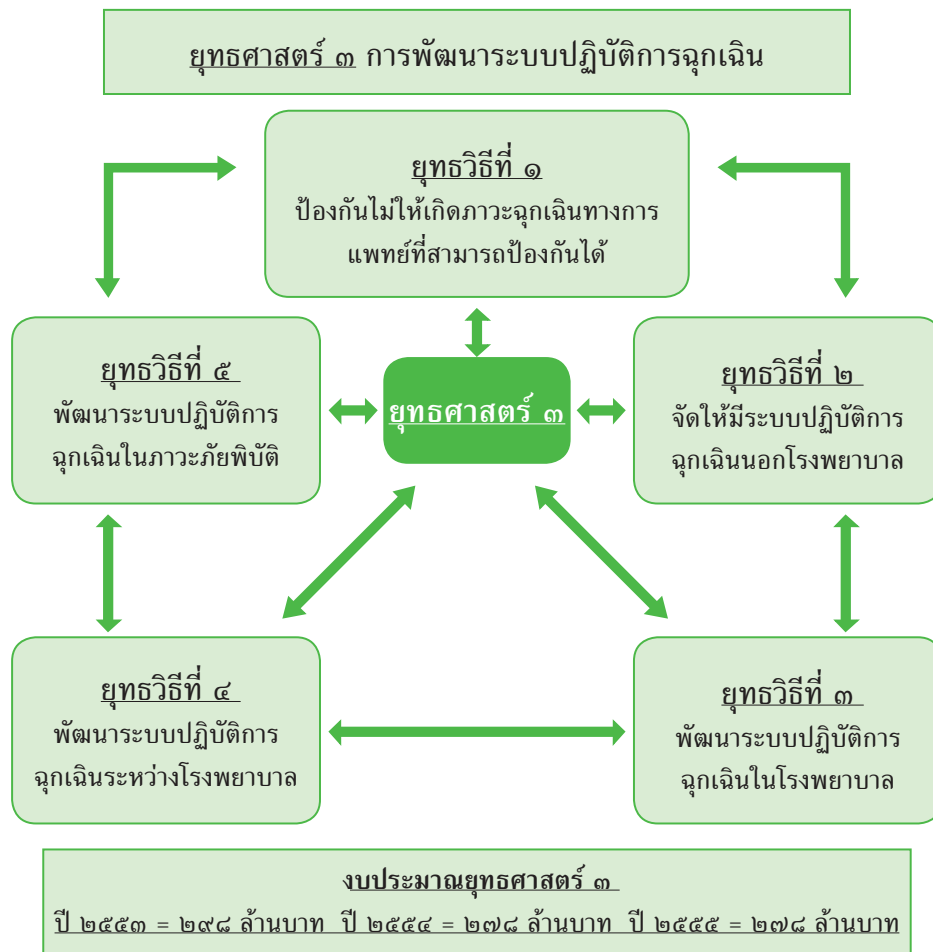 ยุทธศาสตร์ ๓ การพัฒนาระบบปฏิบัติการฉุกเฉิน
ยุทธวิธีที่ ๑
ป้องกันไม่ให้เกิดภาวะฉุกเฉินทางการ
แพทย์ที่สามารถป้องกันได้
ยุทธวิธีที่ ๕
พัฒนาระบบปฏิบัติการ
ฉุกเฉินในภาวะภัยพิบัติ
ยุทธศาสตร์ ๓
ยุทธวิธีที่ ๒
จัดให้มีระบบปฏิบัติการ
ฉุกเฉินนอกโรงพยาบาล
ยุทธวิธีที่ ๔
พัฒนาระบบปฏิบัติการ
ฉุกเฉินระหว่างโรงพยาบาล
ยุทธวิธีที่ ๓
พัฒนาระบบปฏิบัติการ
ฉุกเฉินในโรงพยาบาล
งบประมาณยุทธศาสตร์ ๓
ปี ๒๕๕๓ = ๒๙๘ ล้านบาท ปี ๒๕๕๔ = ๒๗๘ ล้านบาท ปี ๒๕๕๕ = ๒๗๘ ล้านบาท